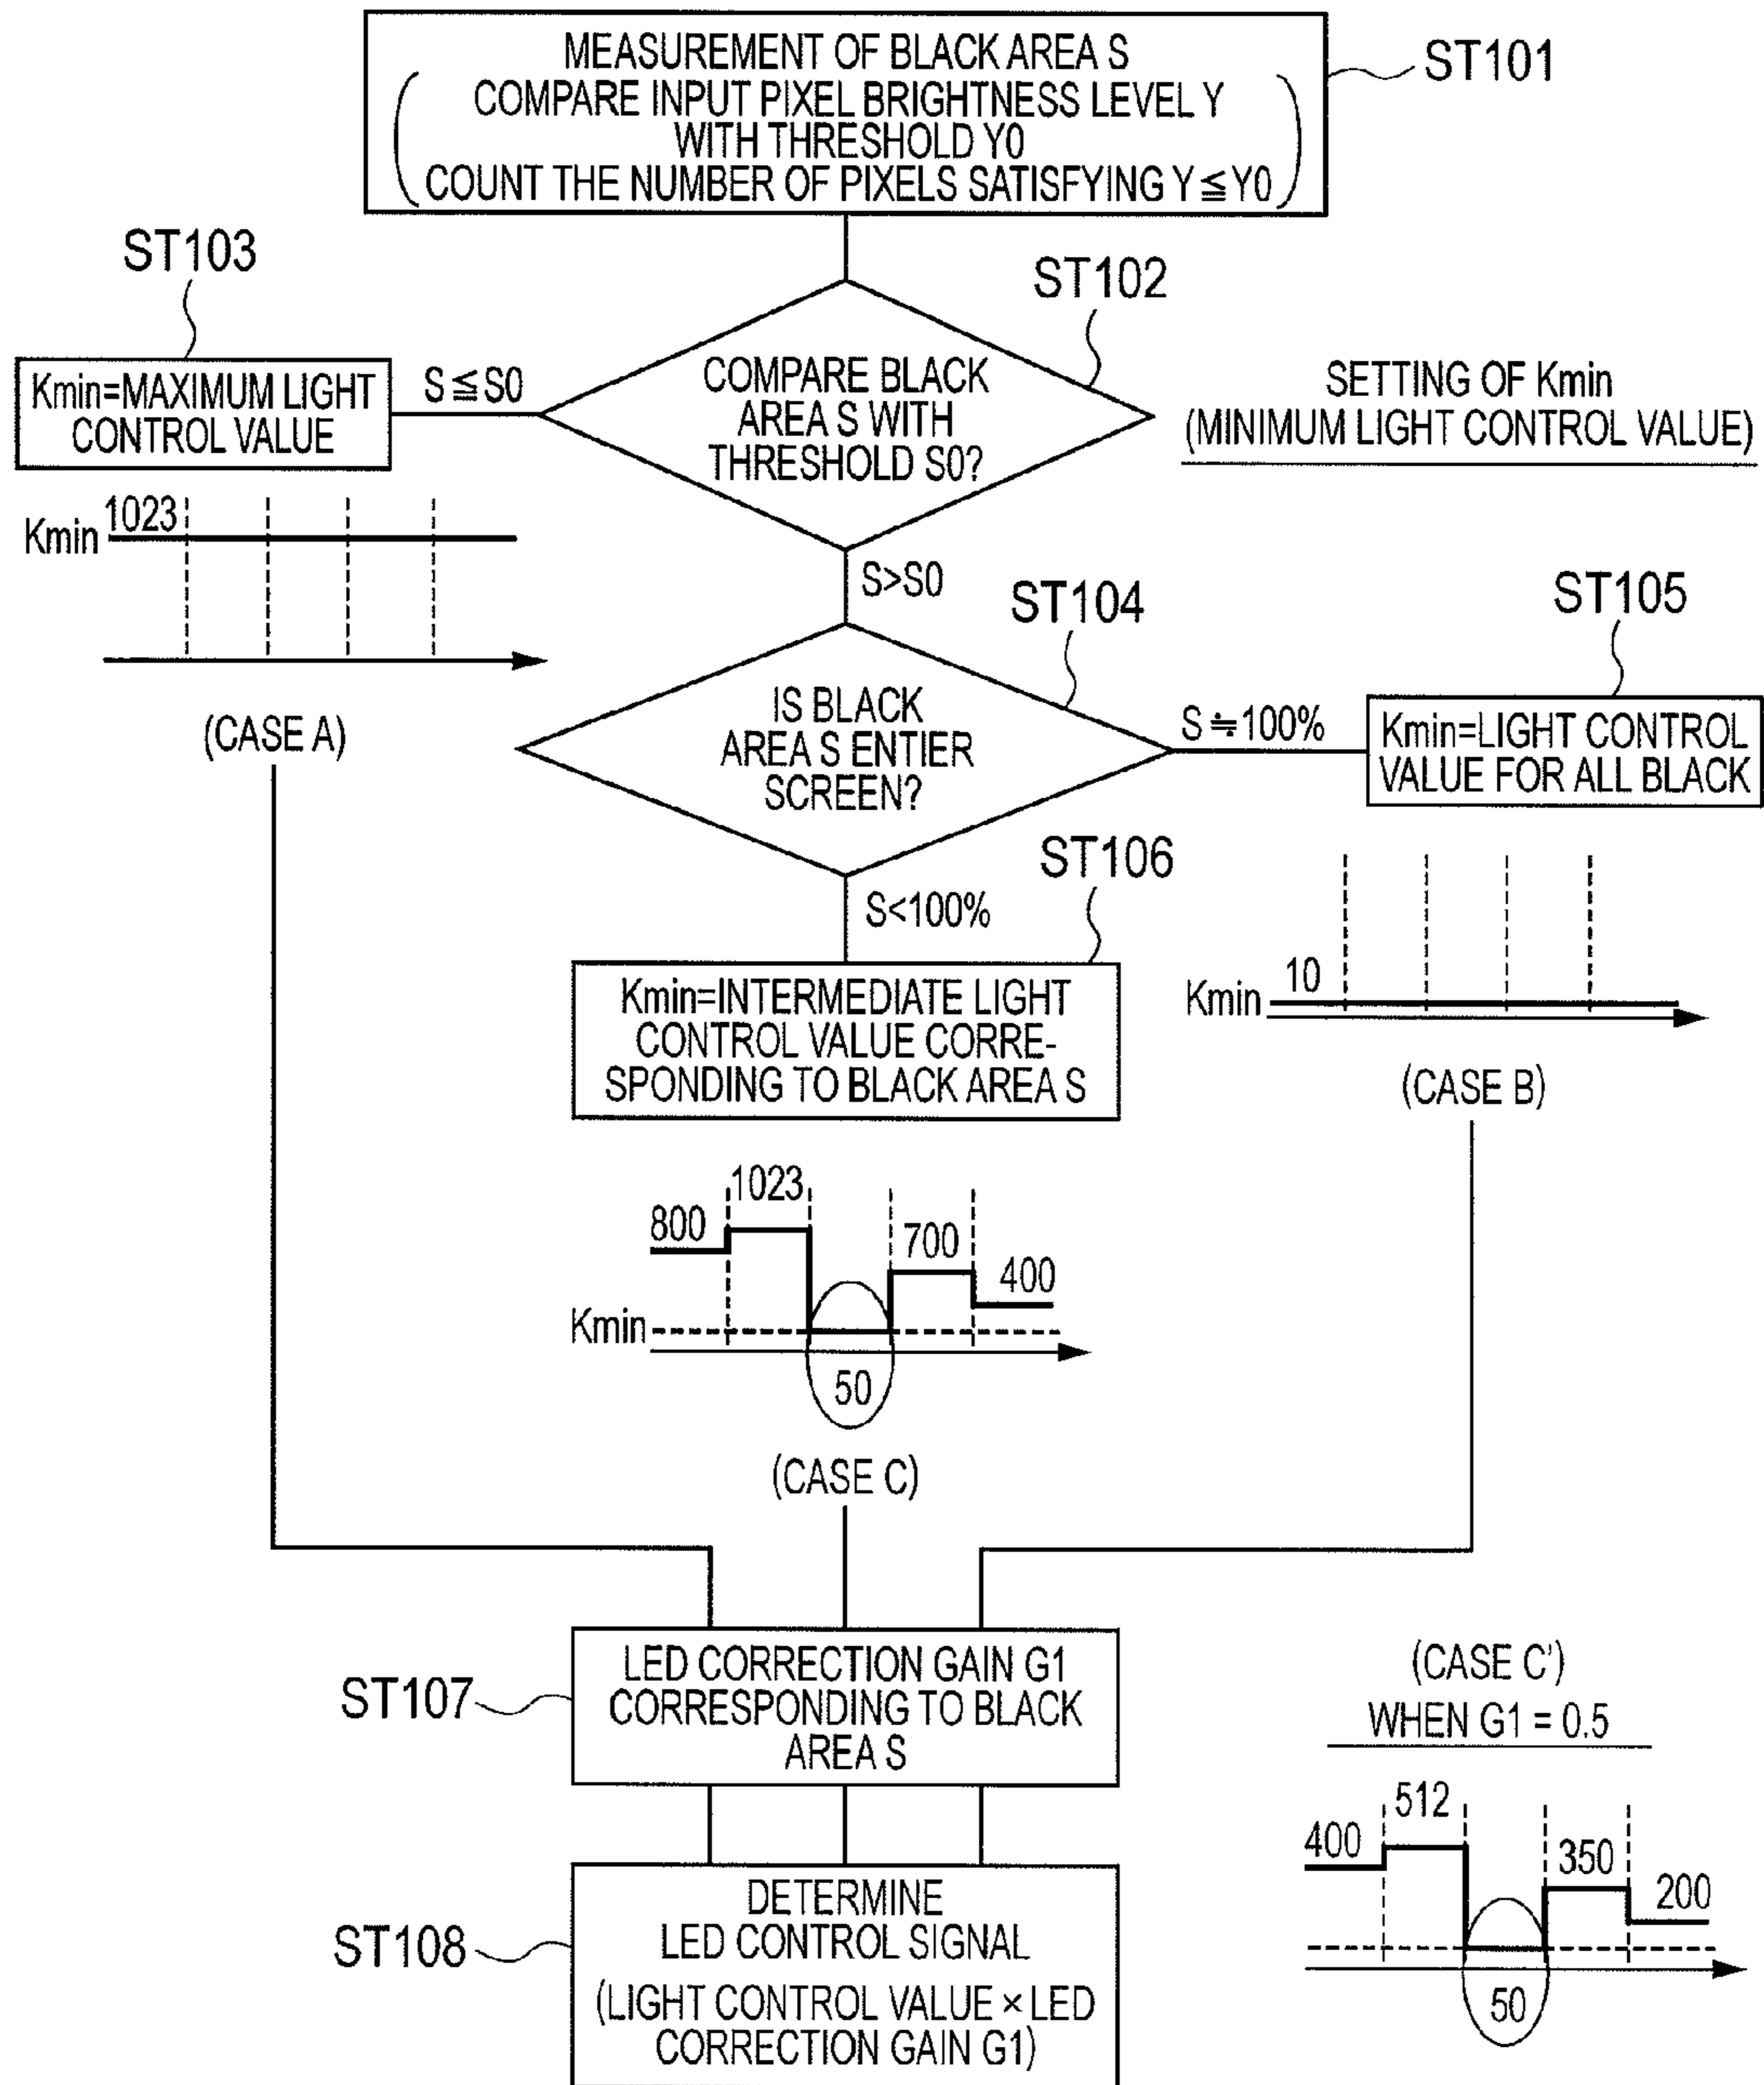 MEASUREMENT OF BLACK AREA S
COMPARE INPUT PIXEL BRIGHTNESS LEVEL Y
WITH THRESHOLD Y0
COUNT THE NUMBER OF PIXELS SATISFYING Y≦Y0
ST101
ST103
ST102
Kmin=MAXIMUM LIGHT
CONTROL VALUE
S≦S0
COMPARE BLACK
AREA S WITH
THRESHOLD S0?
SETTING OF Kmin
(MINIMUM LIGHT CONTROL VALUE)
1023
Kmin
S>S0
ST104
ST105
(CASE A)
IS BLACK
AREA S ENTIER
SCREEN?
S≒100%
Kmin=LIGHT CONTROL
VALUE FOR ALL BLACK
S<100%
ST106
Kmin=INTERMEDIATE LIGHT
CONTROL VALUE CORRE-
SPONDING TO BLACK AREA S
10
Kmin
(CASE B)
1023
800
700
400
Kmin
50
(CASE C)
ST107
LED CORRECTION GAIN G1
CORRESPONDING TO BLACK
AREA S
(CASE C')
WHEN G1 = 0.5
ST108
DETERMINE
LED CONTROL SIGNAL
(LIGHT CONTROL VALUE × LED
CORRECTION GAIN G1)
512
400
350
200
50